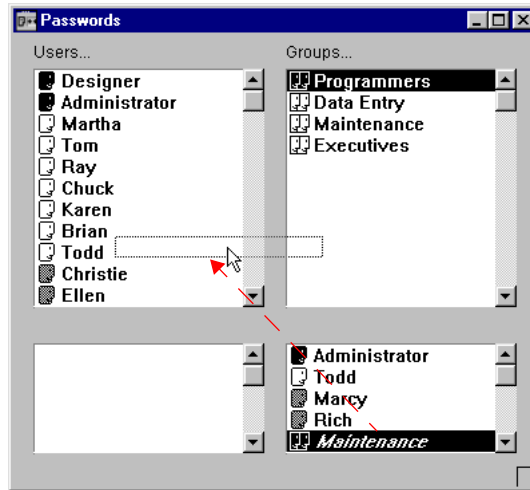 Passwords
Users...
Designer
Administrator
Martha
Tom
Ray
Chuck
Karen
Brian
Todd
Christie
Ellen
Groups...
Programmers
Data Entry
Maintenance
Executives
Administrator
Todd
Marcy
Rich
Maintenance